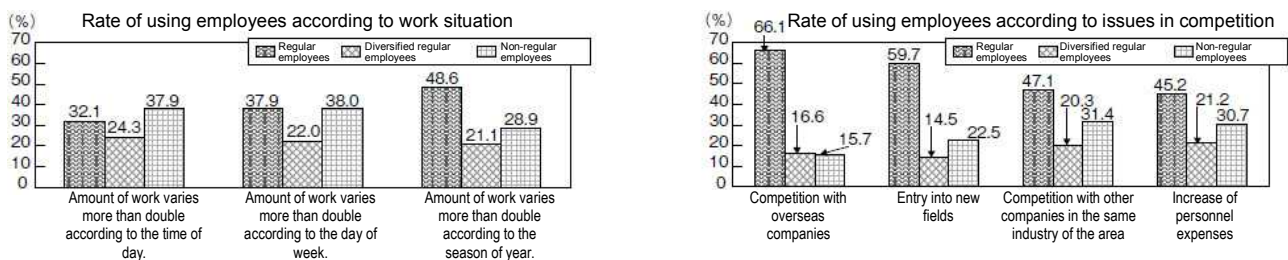 Rate of using employees according to work situation
(%)
70
60
50
40
30
20
10
0
Regular employees
Diversified regular employees
Non-regular employees
32.1
24.3
37.9
37.9
22.0
38.0
48.6
21.1
28.9
Amount of work varies
more than double
according to the time of
day.
Amount of work varies
more than double
according to the day of
week.
Amount of work varies
more than double
according to the
season of year.
Rate of using employees according to issues in competition
(%)
70
60
50
40
30
20
10
0
Regular employees
Diversified regular employees
Non-regular employees
66.1
16.6
15.7
59.7
14.5
22.5
47.1
20.3
31.4
45.2
21.2
30.7
Competition with
overseas
companies
Entry into new
fields
Competition with other
companies in the same
industry of the area
Increase of
personnel
expenses